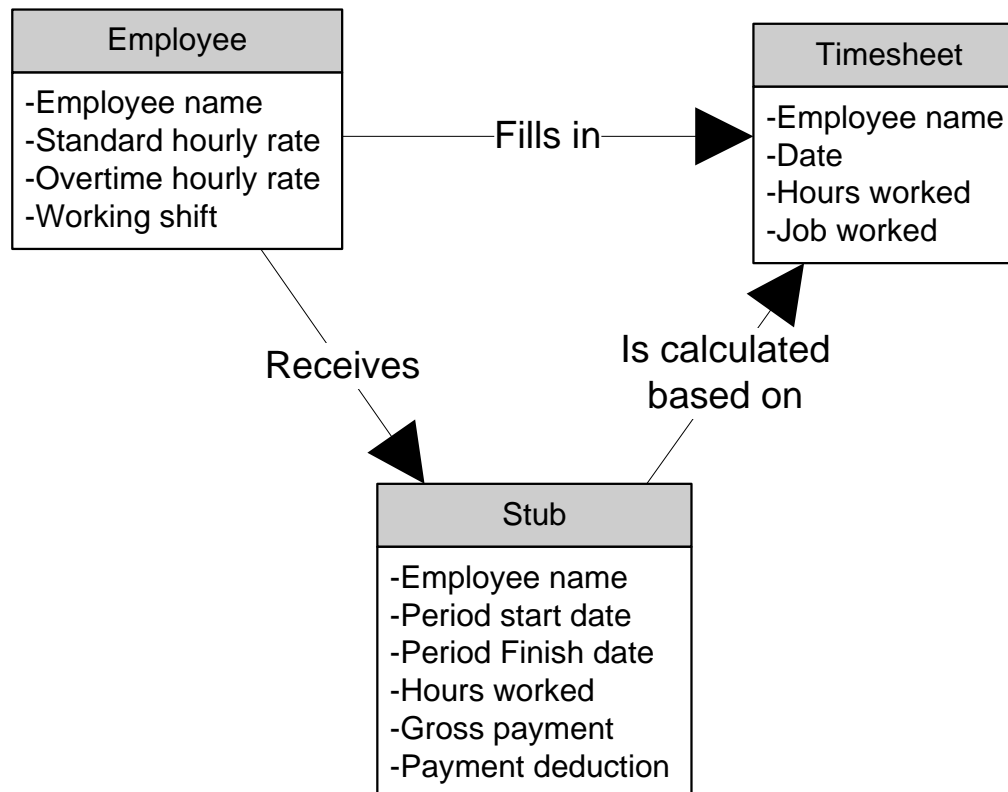 Employee
-Employee name
-Standard hourly rate
-Overtime hourly rate
-Working shift
Fills in
Timesheet
-Employee name
-Date
-Hours worked
-Job worked
Receives
Is calculated
based on
Stub
-Employee name
-Period start date
-Period Finish date
-Hours worked
-Gross payment
-Payment deduction